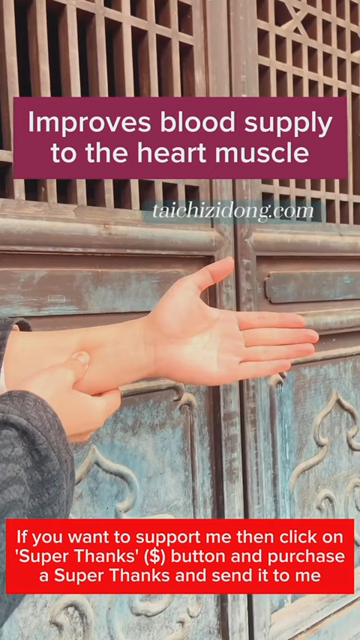 Improves blood supply
to the heart muscle
taichizidong.com
If you want to support me then click on
'Super Thanks' ($) button and purchase
a Super Thanks and send it to me